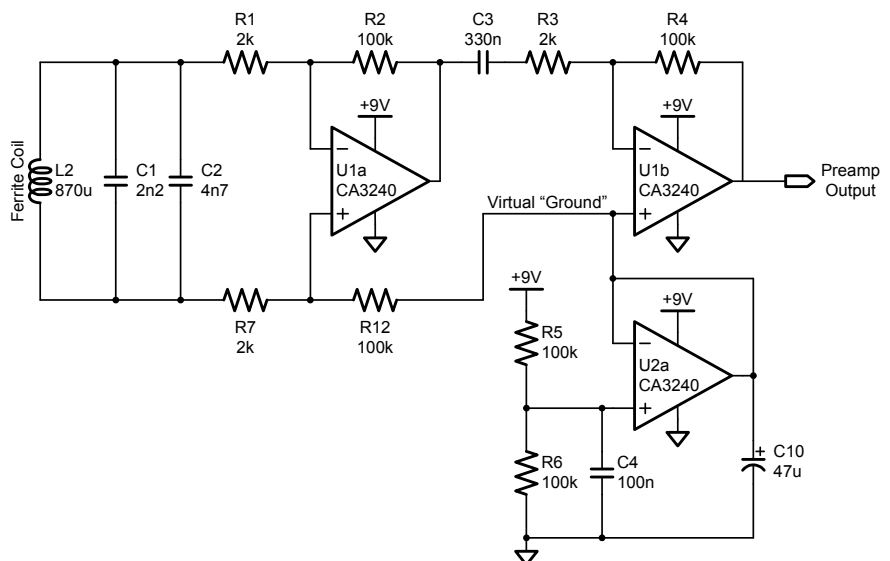 R1
2k
R2
100k
C3
330n
R3
2k
R4
100k
+9V
+9V
Ferrite Coil
L2
870u
C1
2n2
C2
4n7
−
U1a
CA3240
+
−
U1b
CA3240
+
Preamp
Output
Virtual “Ground”
R7
2k
R12
100k
+9V
+9V
R5
100k
−
U2a
CA3240
+
R6
100k
C4
100n
+
C10
47u